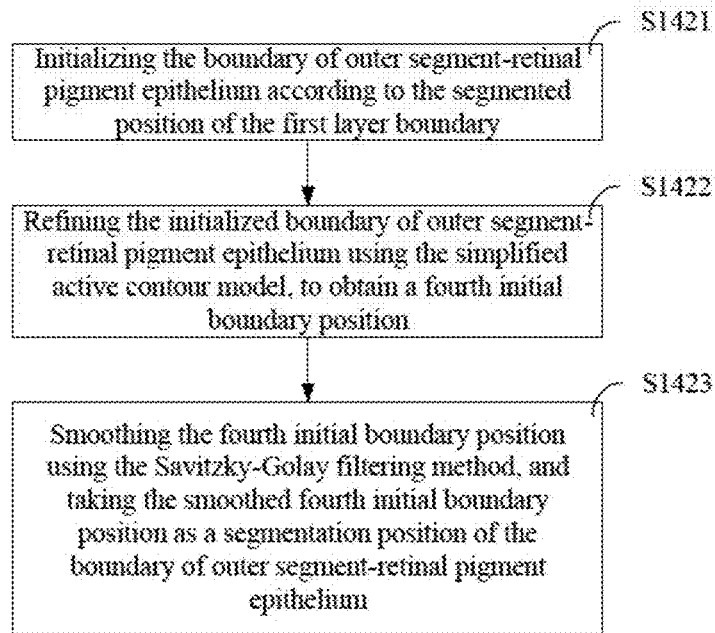 S1421
Initializing the boundary of outer segment-retinal
pigment epithelium according to the segmented
position of the first layer boundary
S1422
Refining the initialized boundary of outer segment-
retinal pigment epithelium using the simplified
active contour model, to obtain a fourth initial
boundary position
S1423
Smoothing the fourth initial boundary position
using the Savitzky-Golay filtering method, and
taking the smoothed fourth initial boundary
position as a segmentation position of the
boundary of outer segment-retinal pigment
epithelium